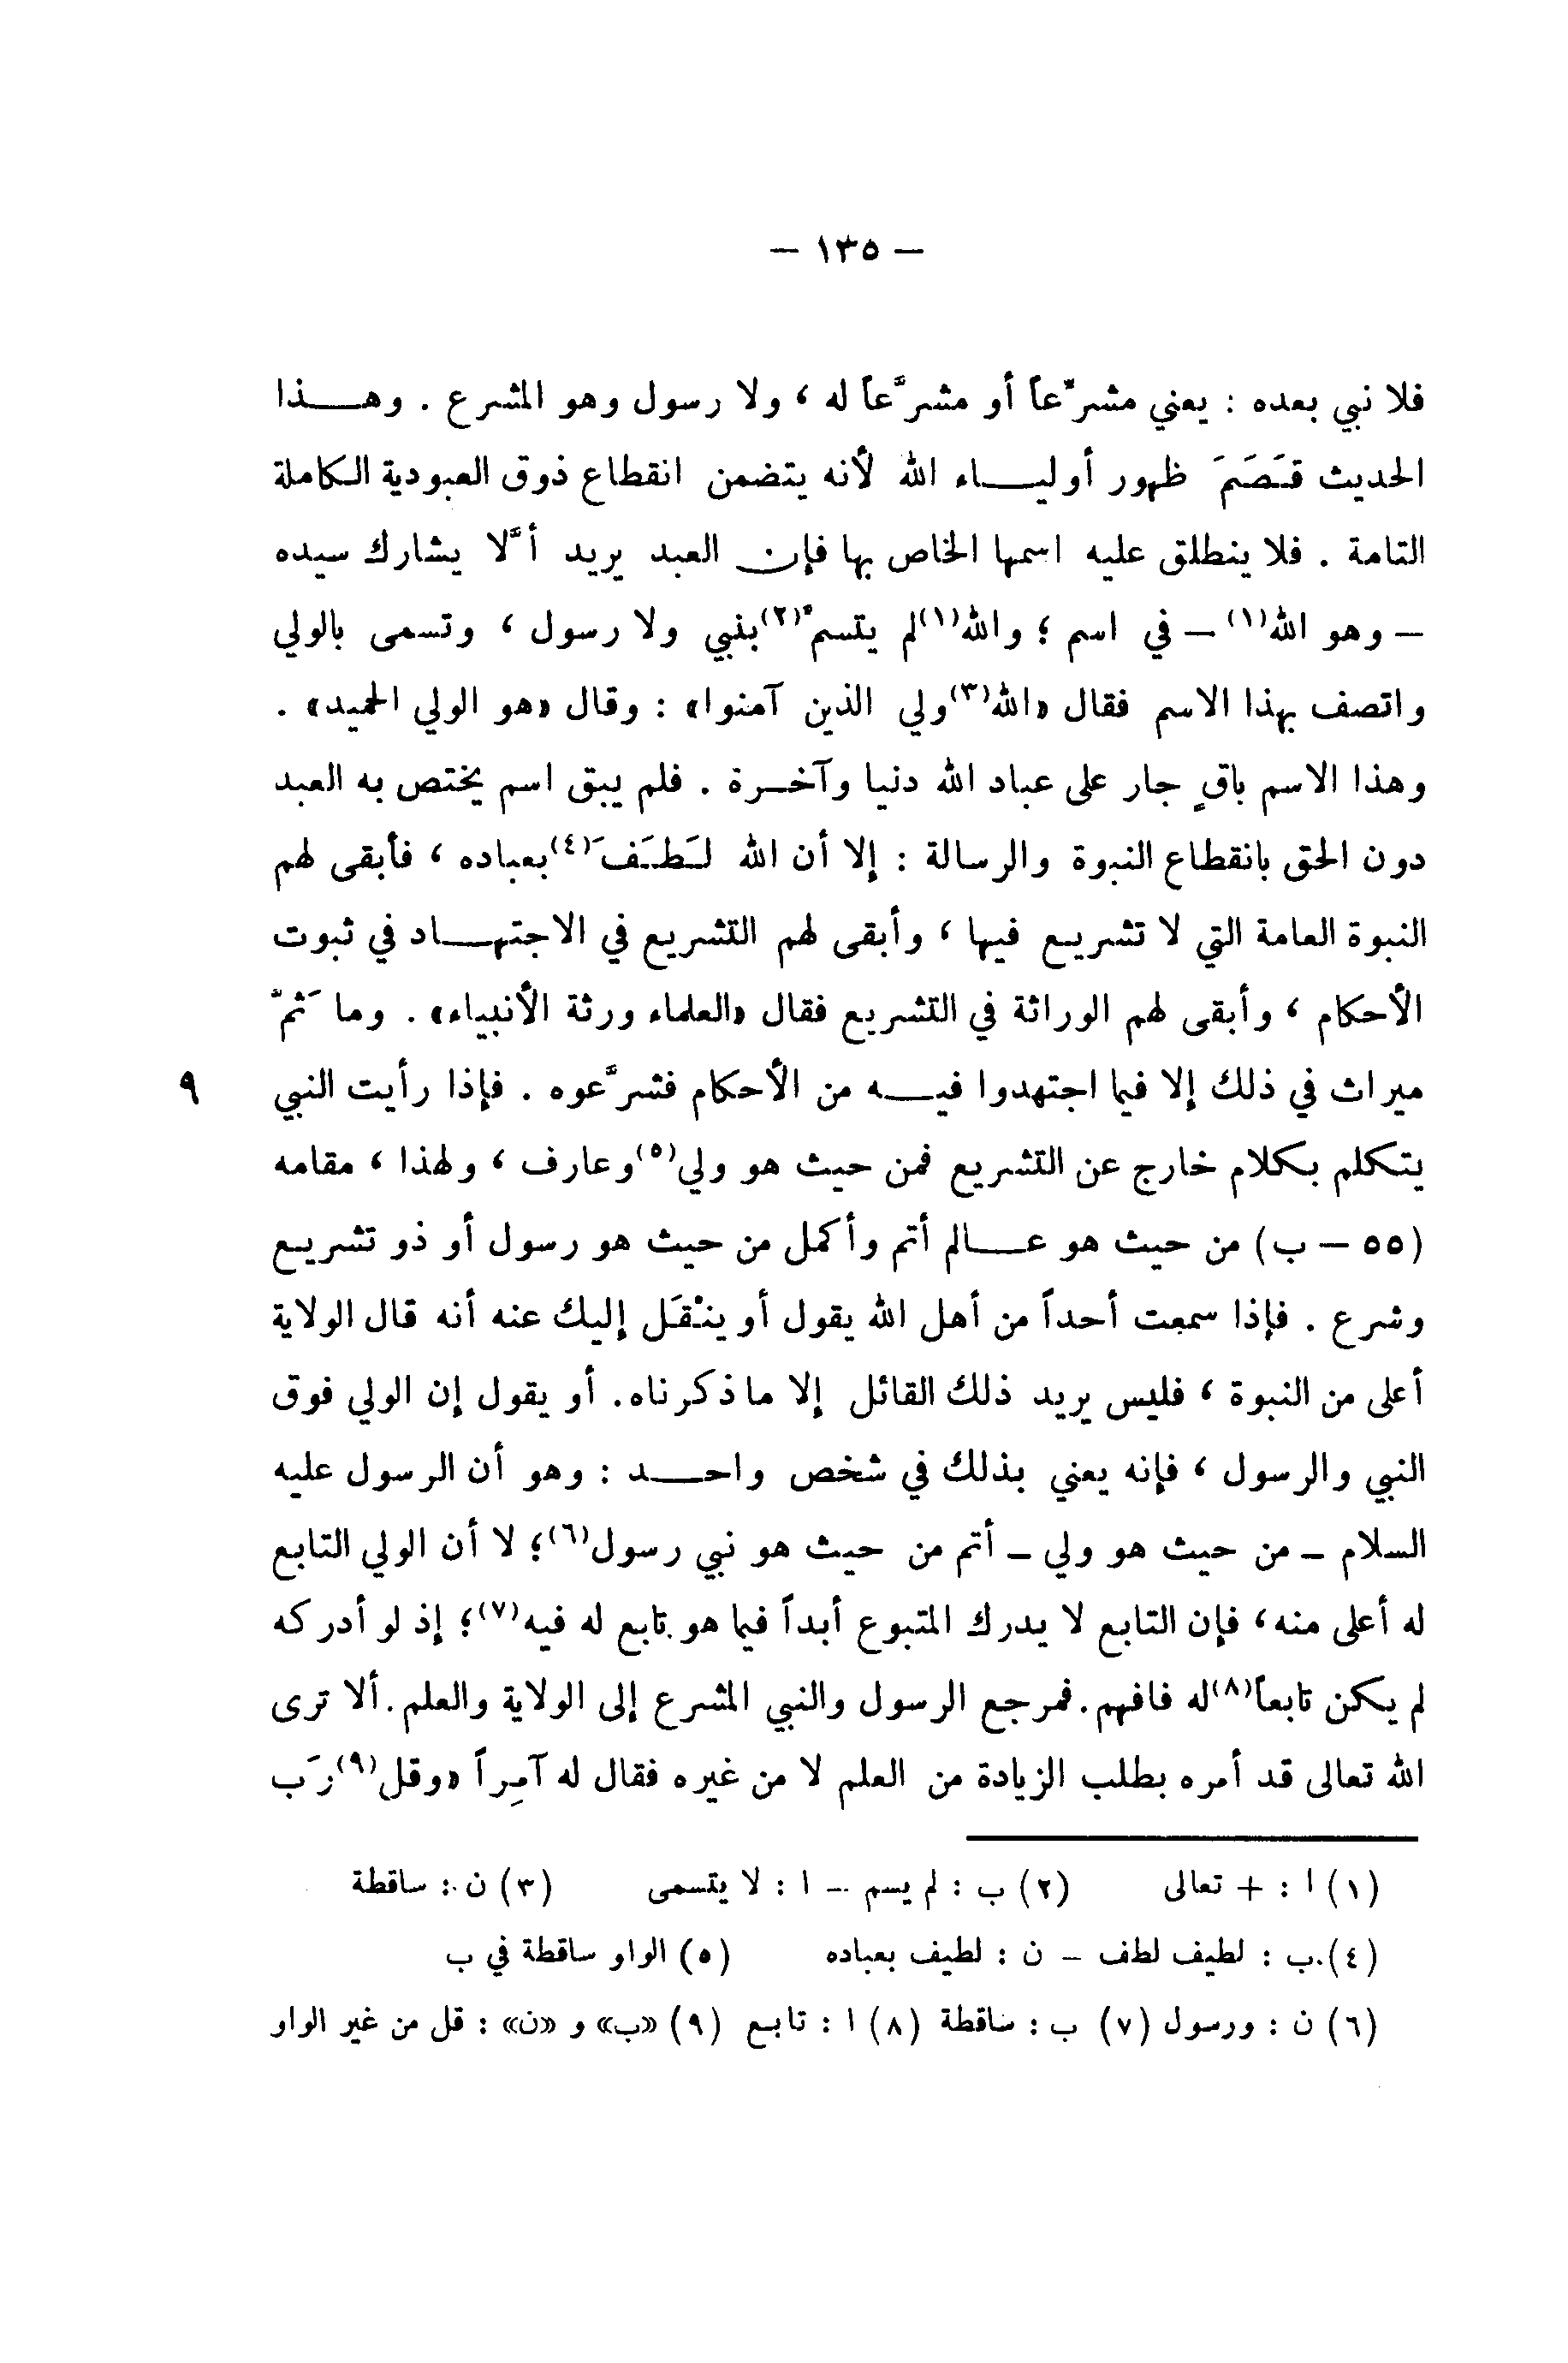 — ١٣٥ —
فلا نبي بعده : يعني مشرِّعاً أو مشرَّعاً له ، ولا رسول وهو المشرع . وهذا
الحديث قَصَمَ ظهور أولياء الله لأنه يتضمن انقطاع ذوق العبودية الكاملة
التامة . فلا ينطلق عليه اسمها الخاص بها فإن العبد يريد ألَّا يشارك سيده
– وهو الله(١) – في اسم ؛ والله(١) لم يتسم(٢) بنبي ولا رسول ، وتسمى بالولي
واتصف بهذا الاسم فقال «الله(٣) ولي الذين آمنوا» : وقال «هو الولي الحميد» .
وهذا الاسم باقٍ جار على عباد الله دنيا وآخرة . فلم يبق اسم يختص به العبد
دون الحق بانقطاع النبوة والرسالة : إلا أن الله لَطَفَ(٤) بعباده ، فأبقى لهم
النبوة العامة التي لا تشريع فيها ، وأبقى لهم التشريع في الاجتهاد في ثبوت
الأحكام ، وأبقى لهم الوراثة في التشريع فقال «العلماء ورثة الأنبياء» . وما ثَمَّ
ميراث في ذلك إلا فيما اجتهدوا فيه من الأحكام فشرَّعوه . فإذا رأيت النبي ٩
يتكلم بكلام خارج عن التشريع فمن حيث هو ولي(٥) وعارف ، ولهذا ، مقامه
(٥٥ – ب) من حيث هو عالم أتم وأكمل من حيث هو رسول أو ذو تشريع
وشرع . فإذا سمعت أحداً من أهل الله يقول أو ينْقَل إليك عنه أنه قال الولاية
أعلى من النبوة ، فليس يريد ذلك القائل إلا ما ذكرناه. أو يقول إن الولي فوق
النبي والرسول ، فإنه يعني بذلك في شخص واحد : وهو أن الرسول عليه
السلام – من حيث هو ولي – أتم من حيث هو نبي رسول(٦) ؛ لا أن الولي التابع
له أعلى منه ، فإن التابع لا يدرك المتبوع أبداً فيما هو تابع له فيه(٧) ؛ إذ لو أدركه
لم يكن تابعاً(٨) له فافهم. فمرجع الرسول والنبي المشرع إلى الولاية والعلم. ألا ترى
الله تعالى قد أمره بطلب الزيادة من العلم لا من غيره فقال له آمِراً «وقل(٩) رَب
(١) ا : + تعالى (٢) ب : لم يسم – ا : لا يتسمى (٣) ن : ساقطة
(٤) ب : لطيف لطف – ن : لطيف بعباده (٥) الواو ساقطة في ب
(٦) ن : ورسول (٧) ب : ساقطة (٨) ا : تابع (٩) «ب» و «ن» : قل من غير الواو